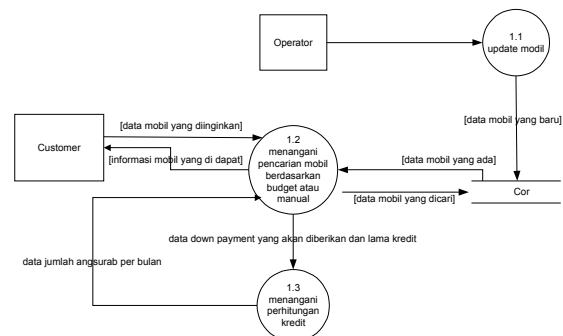 Operator
1.1
update modil
[data mobil yang baru]
Customer
[data mobil yang diinginkan]
[informasi mobil yang di dapat]
1.2
menangani
pencarian mobil
berdasarkan
budget atau
manual
[data mobil yang ada]
[data mobil yang dicari]
Cor
data down payment yang akan diberikan dan lama kredit
data jumlah angsurab per bulan
1.3
menangani
perhitungan
kredit